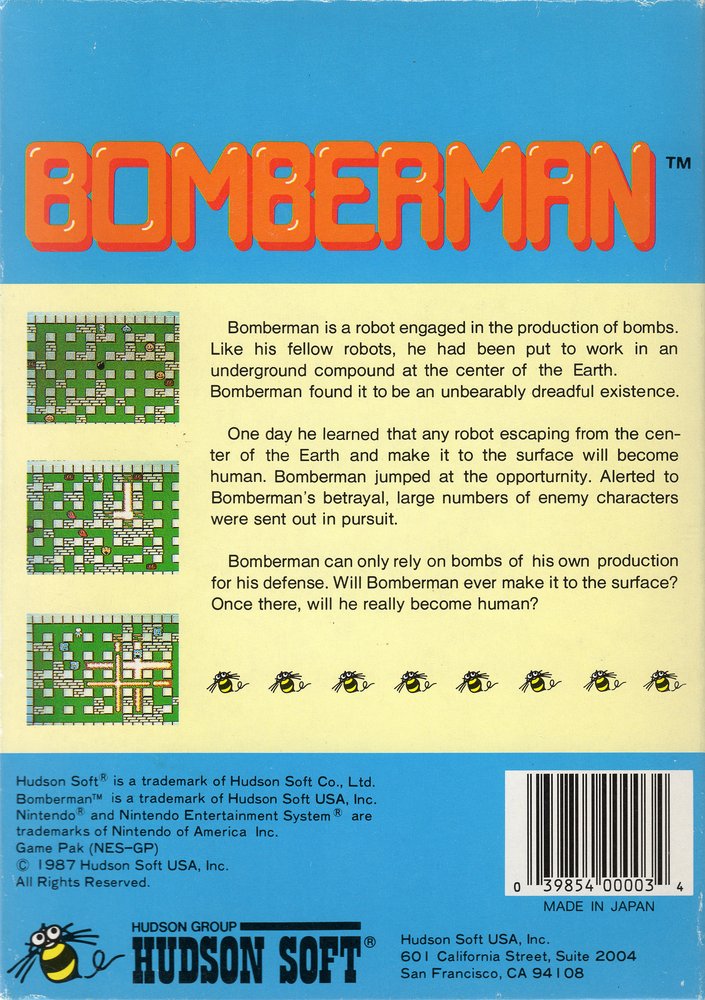 BOMBERMAN™
Bomberman is a robot engaged in the production of bombs.
Like his fellow robots, he had been put to work in an
underground compound at the center of the Earth.
Bomberman found it to be an unbearably dreadful existence.
One day he learned that any robot escaping from the cen-
ter of the Earth and make it to the surface will become
human. Bomberman jumped at the opporturnity. Alerted to
Bomberman's betrayal, large numbers of enemy characters
were sent out in pursuit.
Bomberman can only rely on bombs of his own production
for his defense. Will Bomberman ever make it to the surface?
Once there, will he really become human?
Hudson Soft® is a trademark of Hudson Soft Co., Ltd.
Bomberman™ is a trademark of Hudson Soft USA, Inc.
Nintendo® and Nintendo Entertainment System® are
trademarks of Nintendo of America Inc.
Game Pak (NES-GP)
© 1987 Hudson Soft USA, Inc.
All Rights Reserved.
0 39854 00003 4
MADE IN JAPAN
HUDSON GROUP
HUDSON SOFT®
Hudson Soft USA, Inc.
601 California Street, Suite 2004
San Francisco, CA 94108